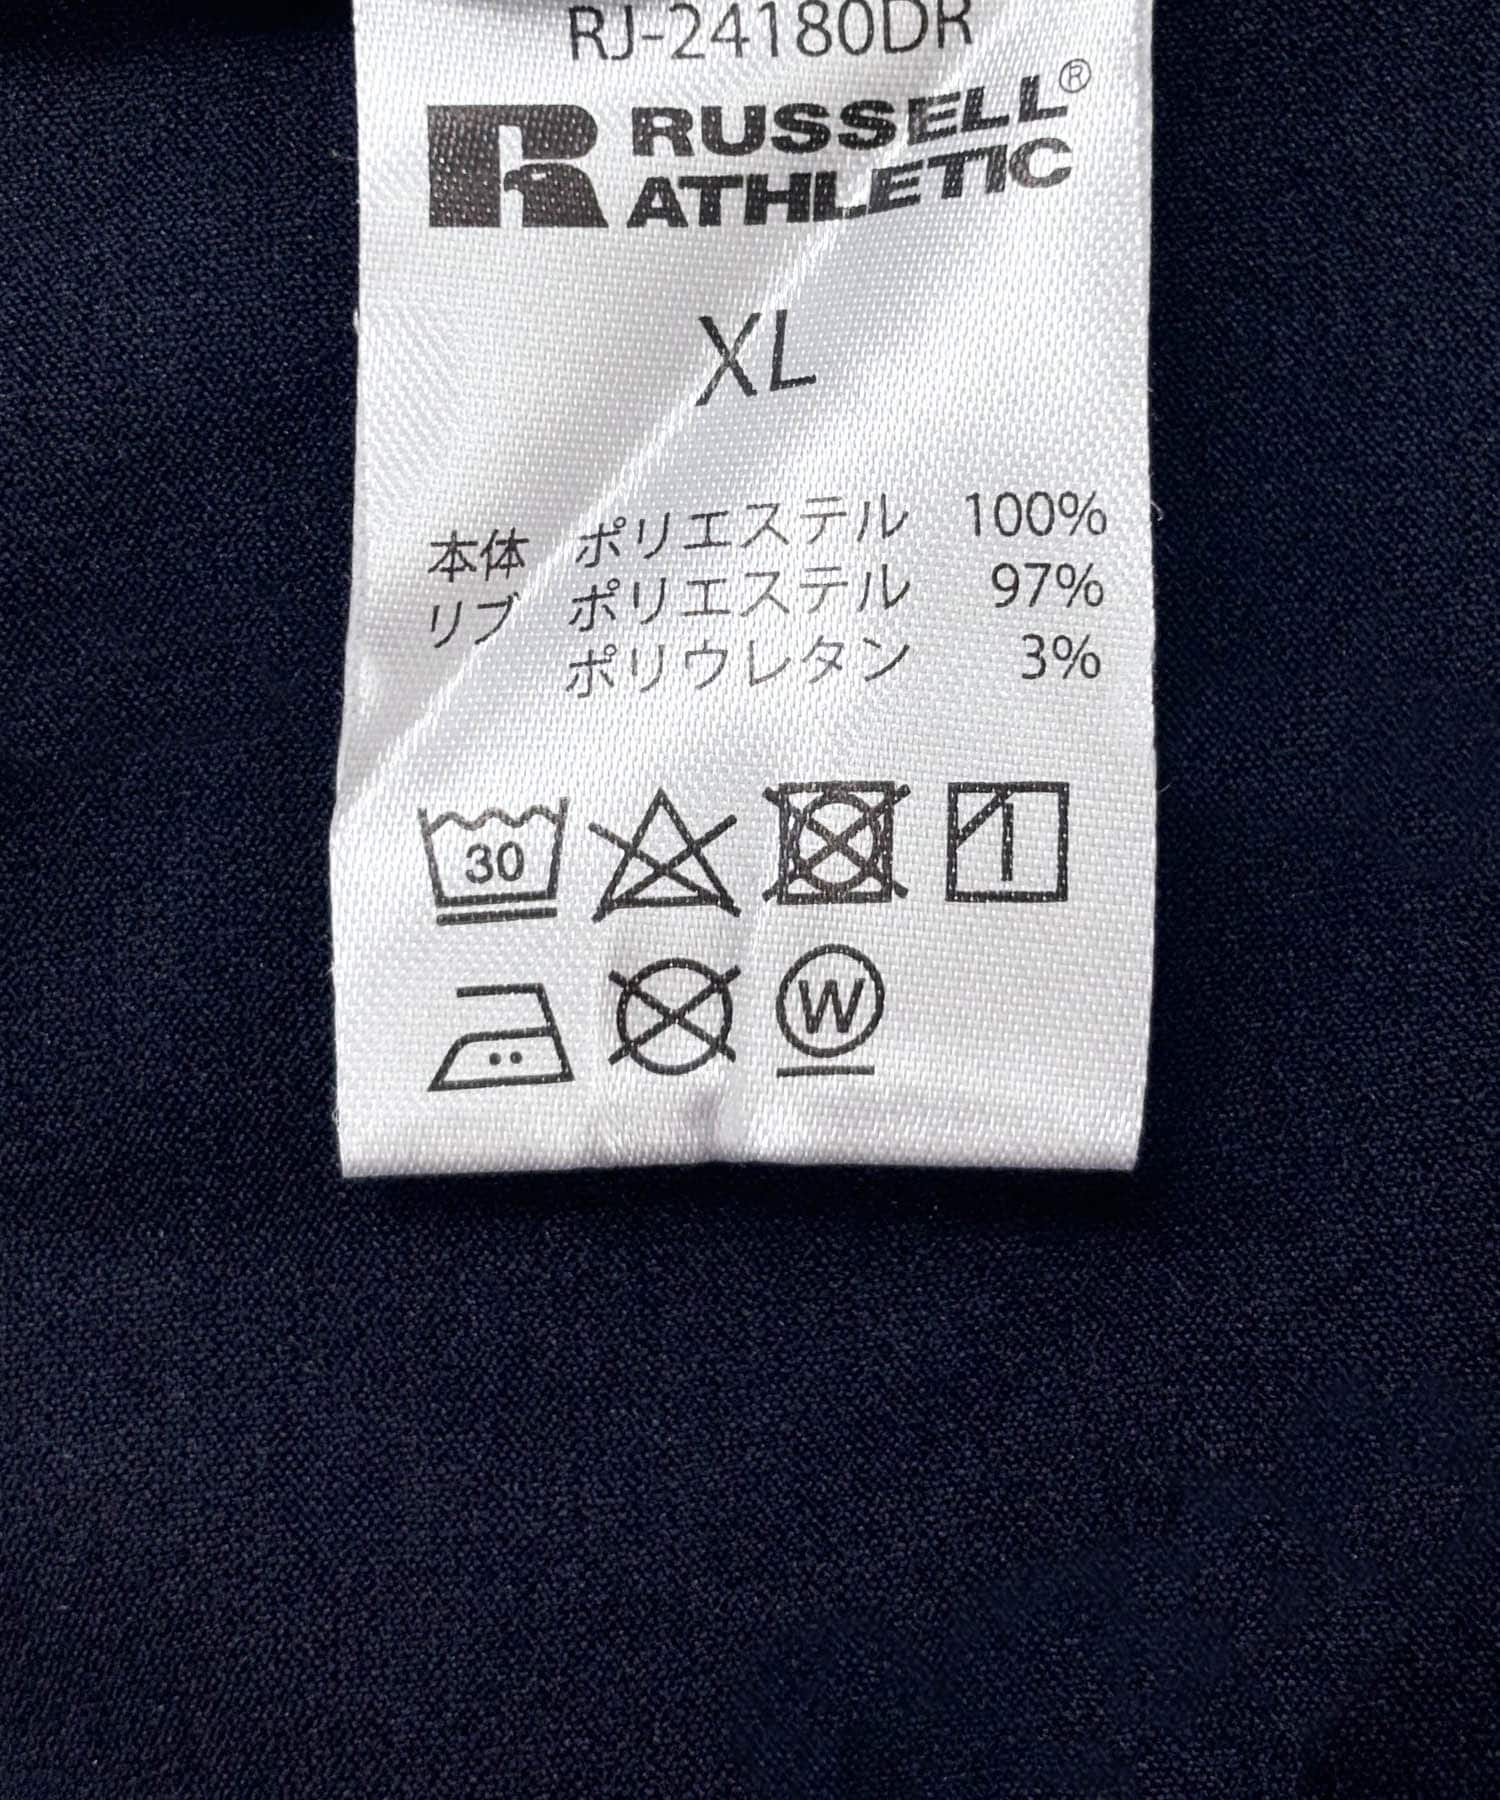 RJ-24180DR
RUSSELL®
ATHLETIC
XL
本体 ポリエステル 100%
リブ ポリエステル 97%
ポリウレタン 3%
30
W